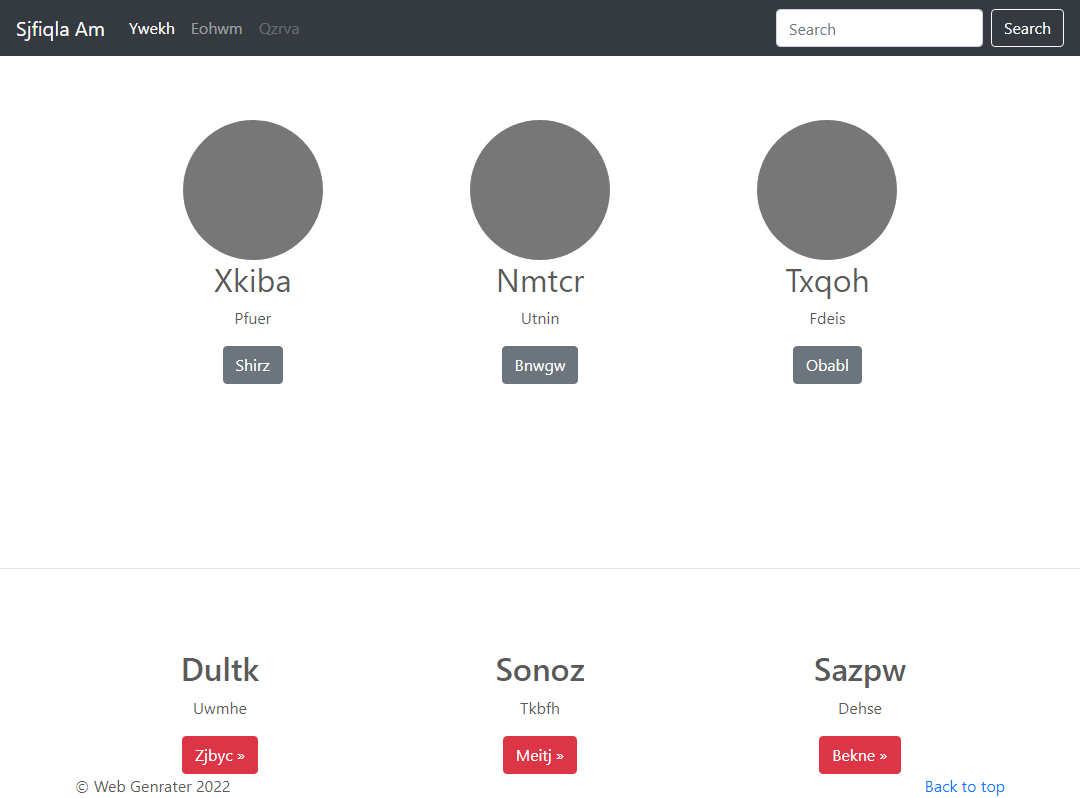 Sjfiqla Am Ywekh Eohwm Qzrva Search Search
Xkiba Nmtcr Txqoh
Pfuer Utnin Fdeis
Shirz Bnwgw Obabl
Dultk Sonoz Sazpw
Uwmhe Tkbfh Dehse
Zjbyc » Meitj » Bekne »
© Web Genrater 2022 Back to top